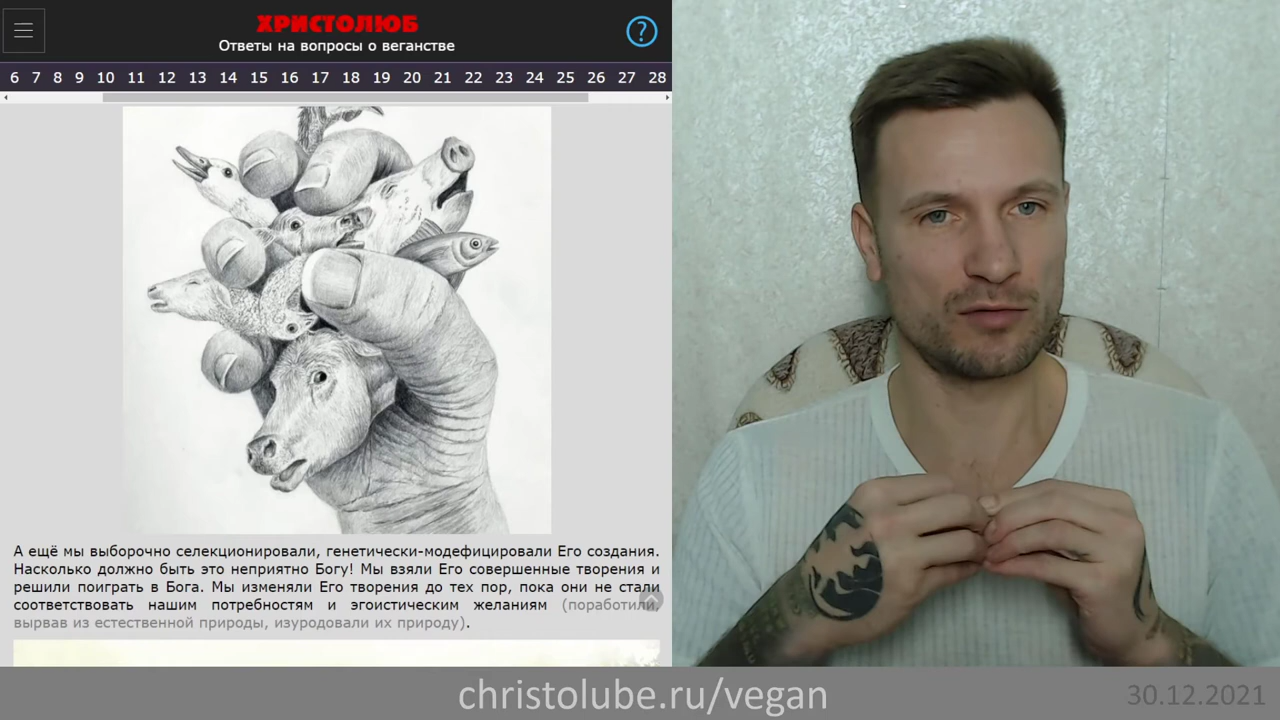 ХРИСТОЛЮБ
Ответы на вопросы о веганстве
6 7 8 9 10 11 12 13 14 15 16 17 18 19 20 21 22 23 24 25 26 27 28
А ещё мы выборочно селекционировали, генетически-модефицировали Его создания.
Насколько должно быть это неприятно Богу! Мы взяли Его совершенные творения и
решили поиграть в Бога. Мы изменяли Его творения до тех пор, пока они не стали
соответствовать нашим потребностям и эгоистическим желаниям (поработили,
вырвав из естественной природы, изуродовали их природу).
christolube.ru/vegan
30.12.2021